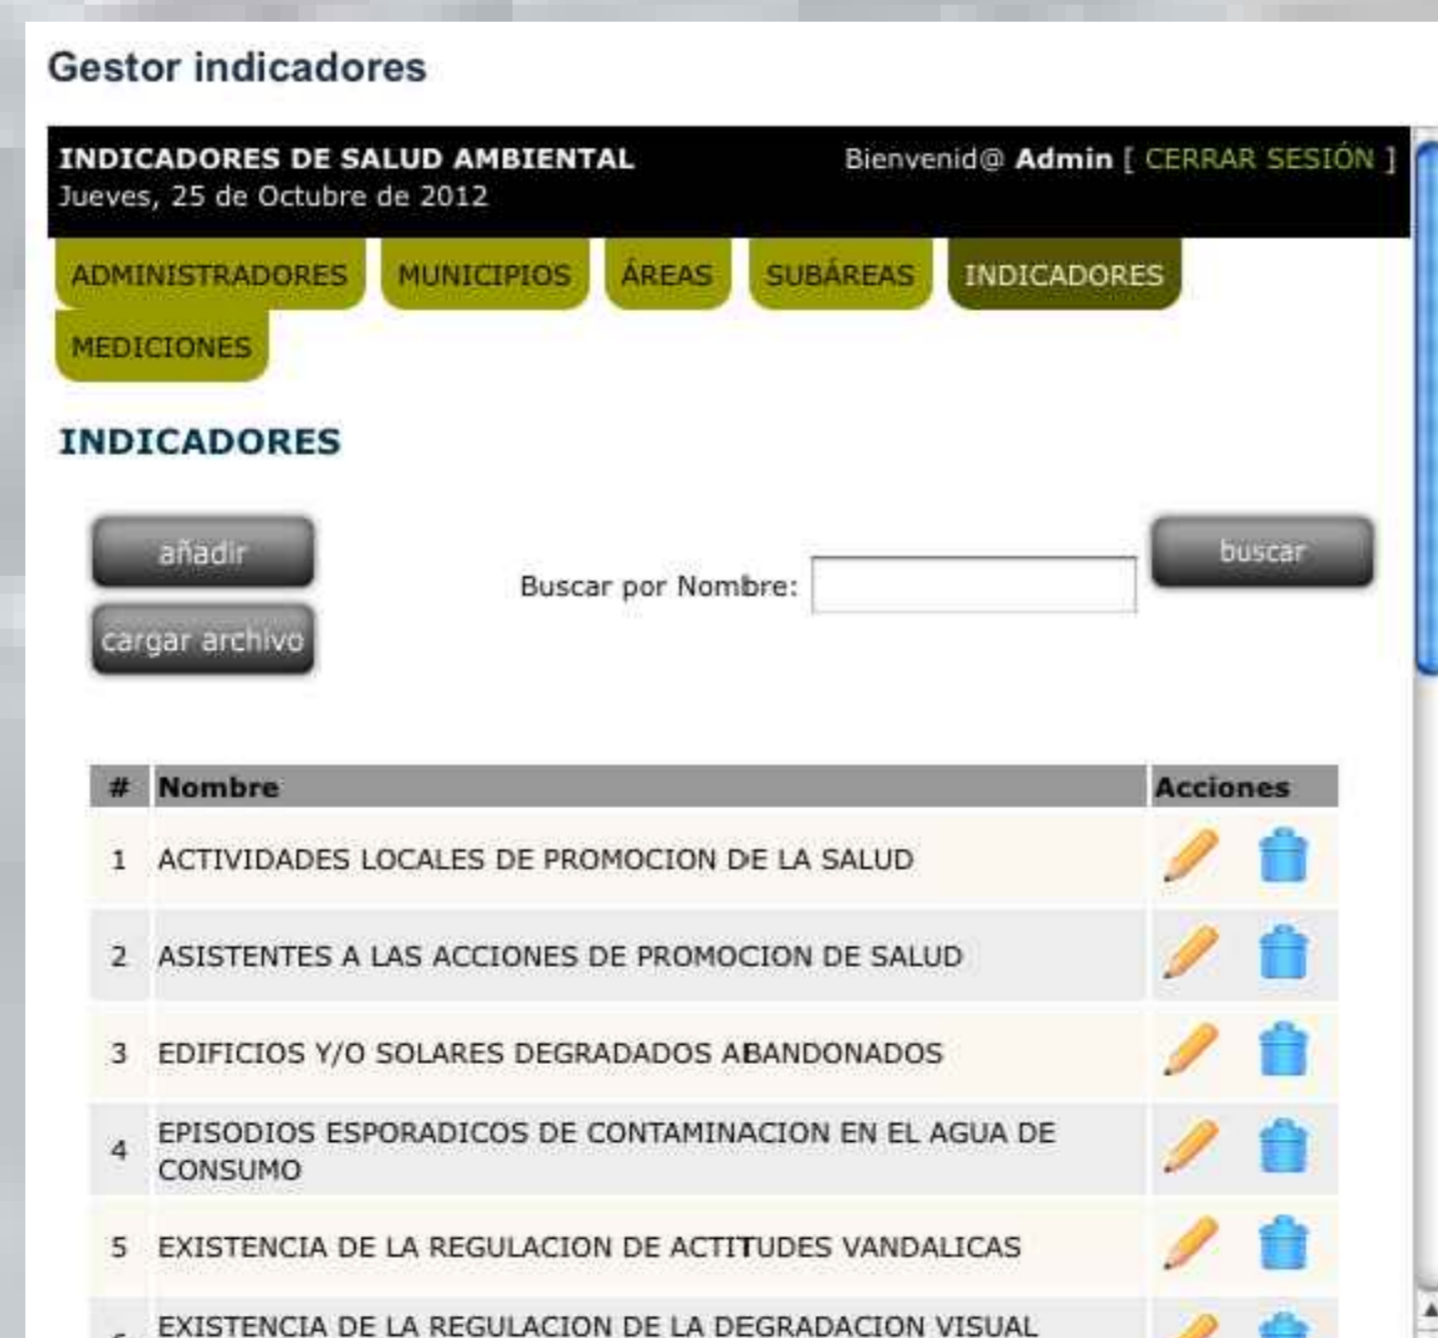 Gestor indicadores
INDICADORES DE SALUD AMBIENTAL
Bienvenid@ Admin [ CERRAR SESIÓN ]
Jueves, 25 de Octubre de 2012
ADMINISTRADORES MUNICIPIOS ÁREAS SUBÁREAS INDICADORES
MEDICIONES
INDICADORES
añadir
cargar archivo
Buscar por Nombre:
buscar
# Nombre Acciones
1 ACTIVIDADES LOCALES DE PROMOCION DE LA SALUD
2 ASISTENTES A LAS ACCIONES DE PROMOCION DE SALUD
3 EDIFICIOS Y/O SOLARES DEGRADADOS ABANDONADOS
4 EPISODIOS ESPORADICOS DE CONTAMINACION EN EL AGUA DE
CONSUMO
5 EXISTENCIA DE LA REGULACION DE ACTITUDES VANDALICAS
EXISTENCIA DE LA REGULACION DE LA DEGRADACION VISUAL